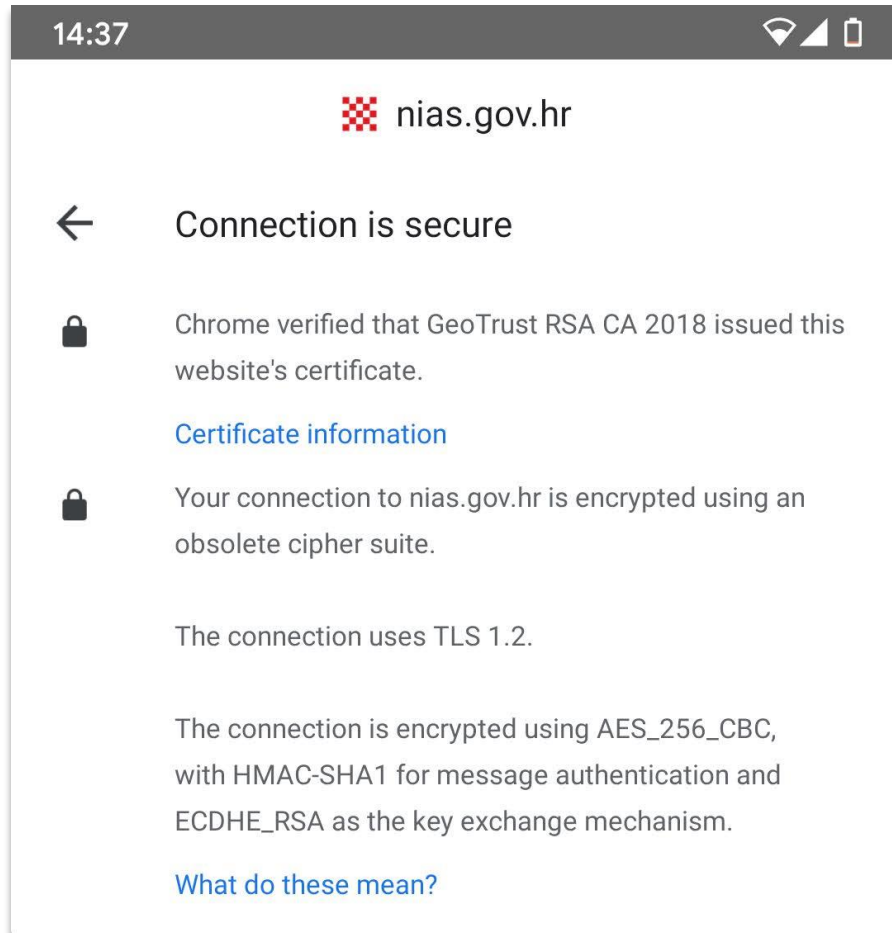 14:37
nias.gov.hr
Connection is secure
Chrome verified that GeoTrust RSA CA 2018 issued this
website's certificate.
Certificate information
Your connection to nias.gov.hr is encrypted using an
obsolete cipher suite.
The connection uses TLS 1.2.
The connection is encrypted using AES_256_CBC,
with HMAC-SHA1 for message authentication and
ECDHE_RSA as the key exchange mechanism.
What do these mean?